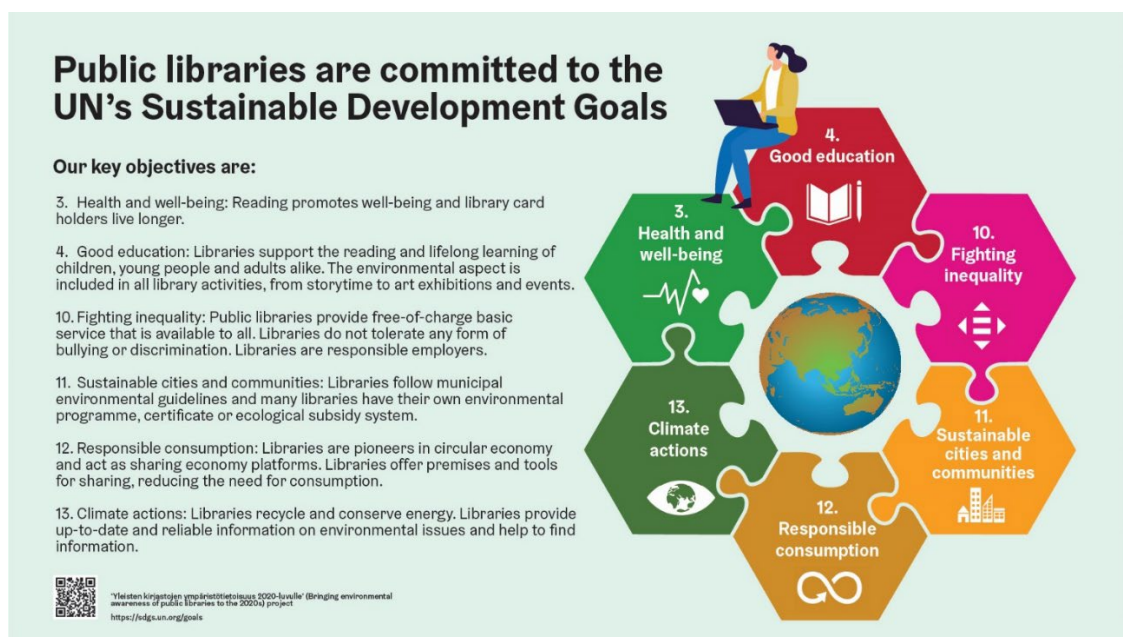 Public libraries are committed to the
UN's Sustainable Development Goals
Our key objectives are:
3. Health and well-being: Reading promotes well-being and library card
holders live longer.
4. Good education: Libraries support the reading and lifelong learning of
children, young people and adults alike. The environmental aspect is
included in all library activities, from storytime to art exhibitions and events.
10. Fighting inequality: Public libraries provide free-of-charge basic
service that is available to all. Libraries do not tolerate any form of
bullying or discrimination. Libraries are responsible employers.
11. Sustainable cities and communities: Libraries follow municipal
environmental guidelines and many libraries have their own environmental
programme, certificate or ecological subsidy system.
12. Responsible consumption: Libraries are pioneers in circular economy
and act as sharing economy platforms. Libraries offer premises and tools
for sharing, reducing the need for consumption.
13. Climate actions: Libraries recycle and conserve energy. Libraries provide
up-to-date and reliable information on environmental issues and help to find
information.
'Yleisten kirjastojen ympäristötietoisuus 2020-luvulle' (Bringing environmental
awareness of public libraries to the 2020s) project
https://sdgs.un.org/goals
4.
Good education
3.
Health and
well-being
10.
Fighting
inequality
13.
Climate
actions
11.
Sustainable
cities and
communities
12.
Responsible
consumption